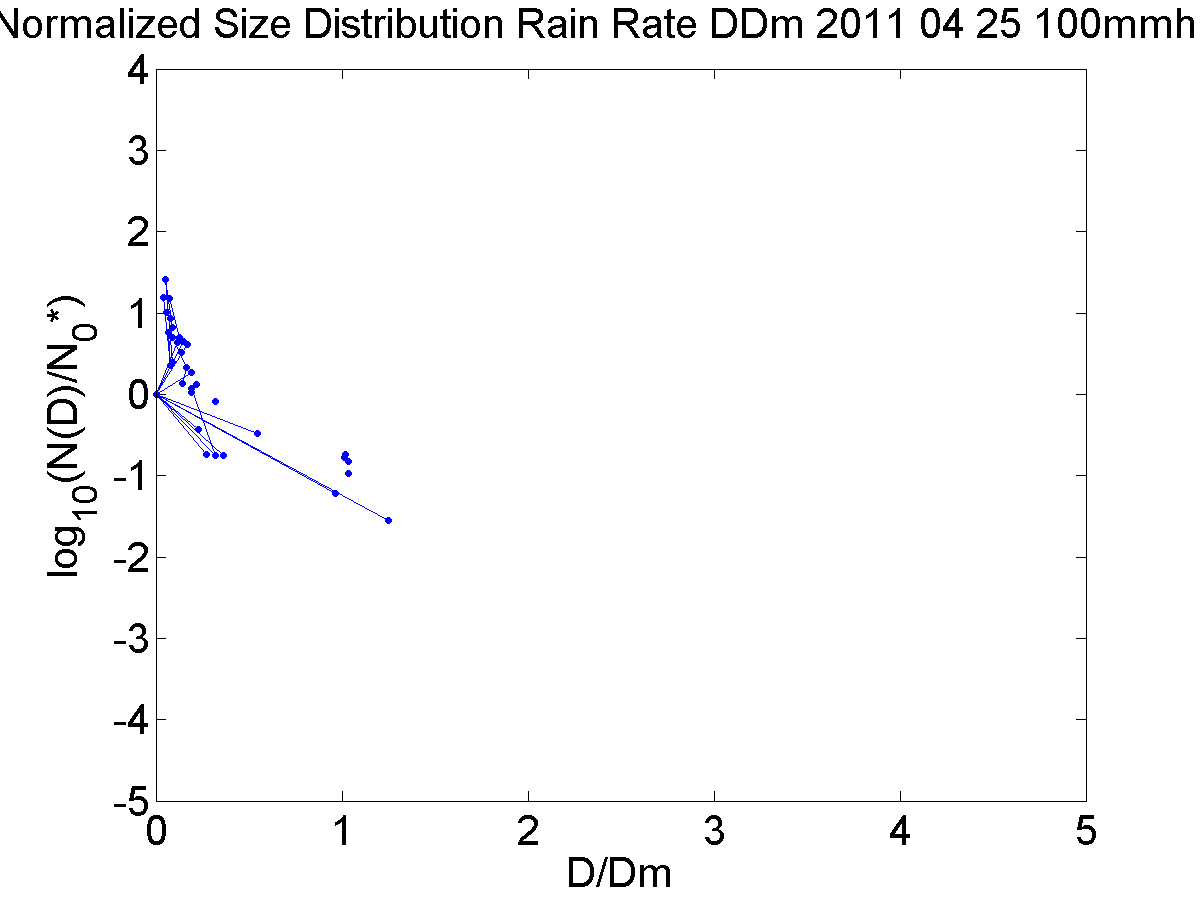 Normalized Size Distribution Rain Rate DDm 2011 04 25 100mmh
4
3
2
1
0
-1
-2
-3
-4
-5
log10(N(D)/N0*)
0 1 2 3 4 5
D/Dm